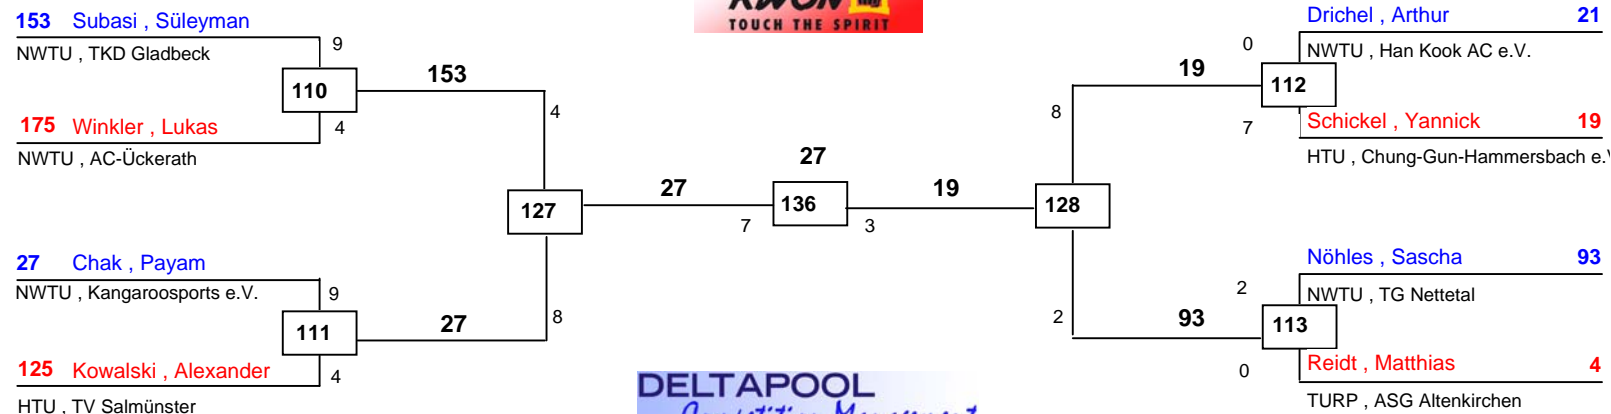 KWON
TOUCH THE SPIRIT
153 Subasi , Süleyman
9
NWTU , TKD Gladbeck
110
153
175 Winkler , Lukas
4
NWTU , AC-Ückerath
4
127
27
7
27
136
3
19
128
8
2
27 Chak , Payam
NWTU , Kangaroosports e.V.
9
111
27
8
125 Kowalski , Alexander
4
HTU , TV Salmünster
DELTAPOOL
Competition Management
Drichel , Arthur 21
0
NWTU , Han Kook AC e.V.
19
112
Schickel , Yannick 19
7
HTU , Chung-Gun-Hammersbach e.V
Nöhles , Sascha 93
2
NWTU , TG Nettetal
93
113
Reidt , Matthias 4
0
TURP , ASG Altenkirchen